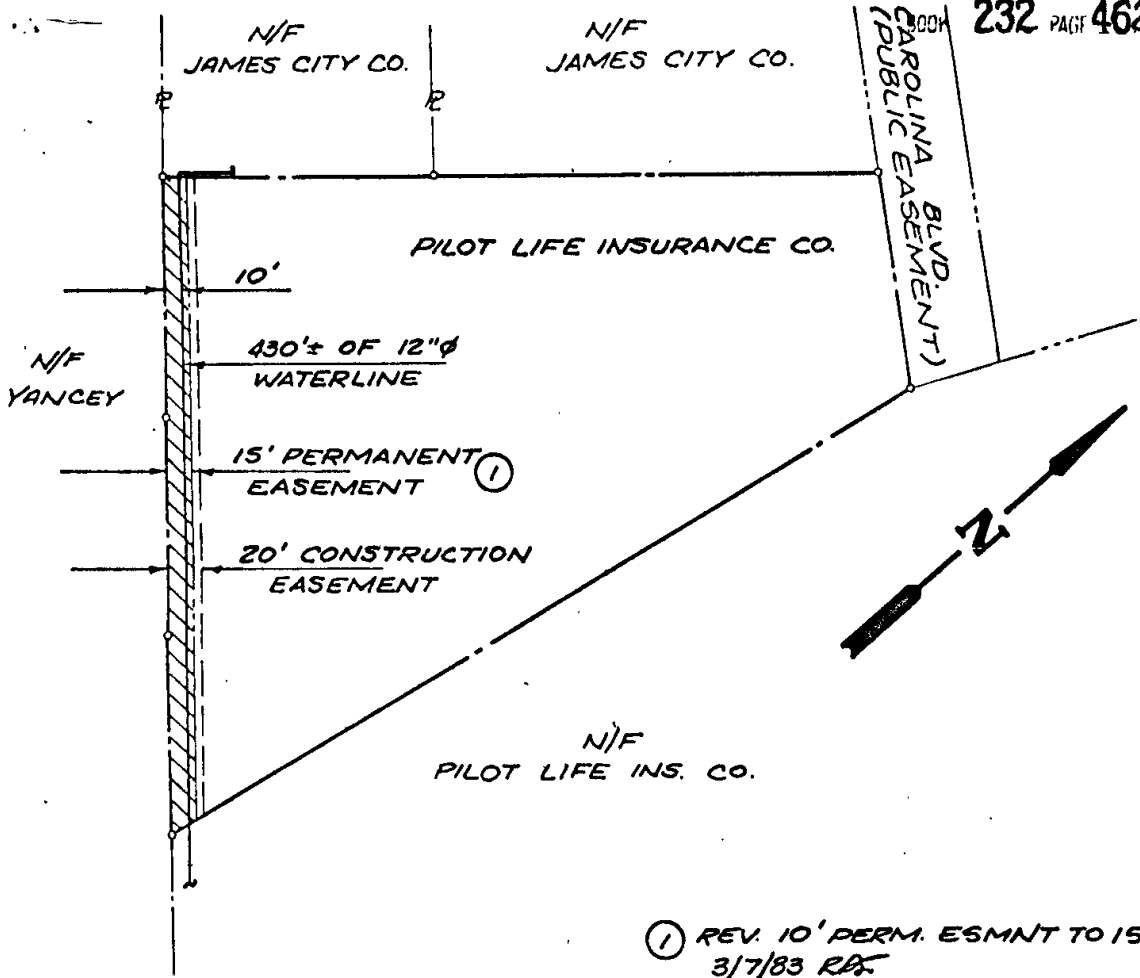 BOOK 232 PAGE 462
N/F
JAMES CITY CO.
N/F
JAMES CITY CO.
CAROLINA BLVD.
(PUBLIC EASEMENT)
PILOT LIFE INSURANCE CO.
10'
N/F
YANCEY
430'± OF 12"ϕ
WATERLINE
15' PERMANENT 1
EASEMENT
20' CONSTRUCTION
EASEMENT
N
N/F
PILOT LIFE INS. CO.
1 REV. 10' PERM. ESMNT TO 15
3/7/83